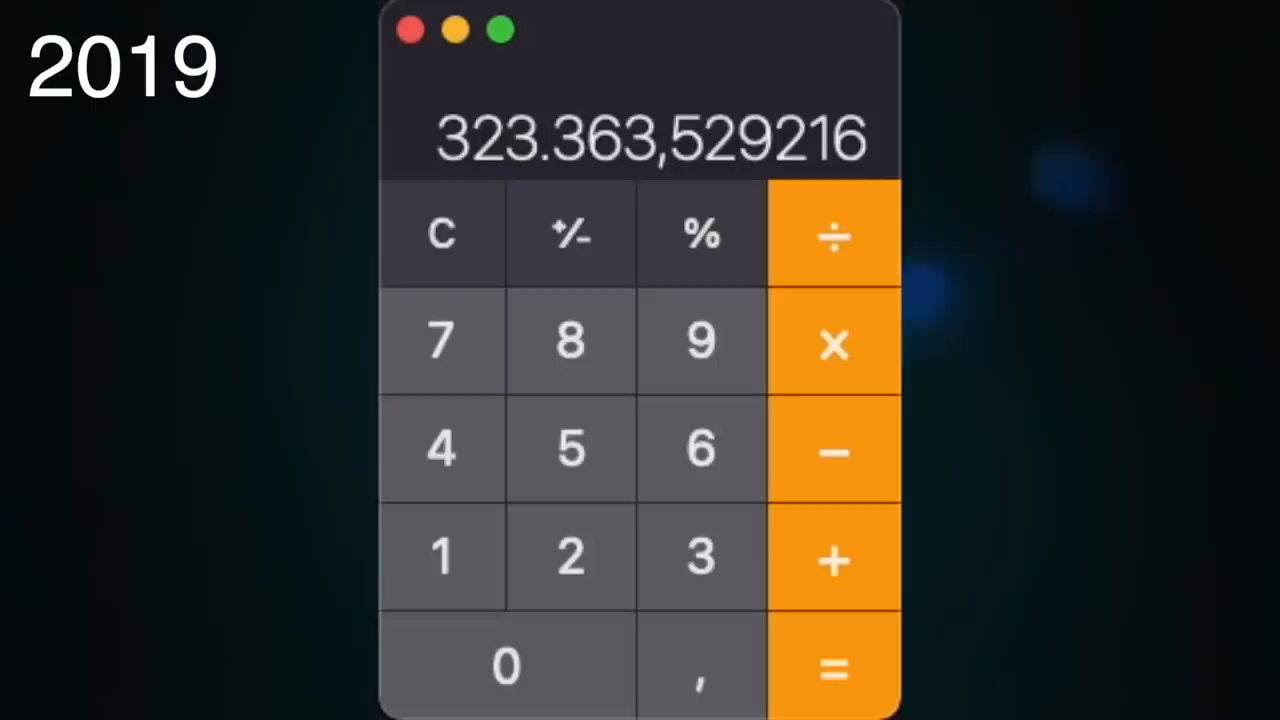 2019
323.363,529216
C ⁺∕₋ % ÷
7 8 9 ×
4 5 6 −
1 2 3 +
0 , =